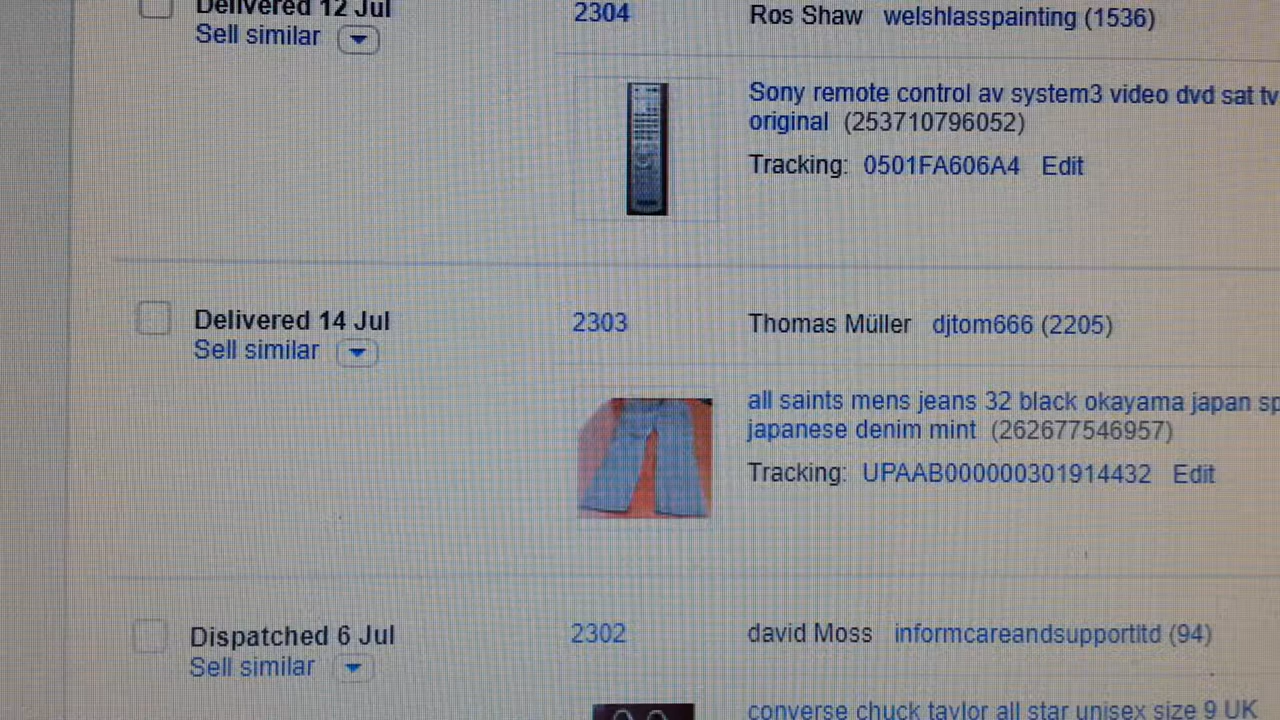 Delivered 12 Jul 2304 Ros Shaw welshlasspainting (1536)
Sell similar
Sony remote control av system3 video dvd sat tv
original (253710796052)
Tracking: 0501FA606A4 Edit
Delivered 14 Jul 2303 Thomas Müller djtom666 (2205)
Sell similar
all saints mens jeans 32 black okayama japan sp
japanese denim mint (262677546957)
Tracking: UPAAB000000301914432 Edit
Dispatched 6 Jul 2302 david Moss informcareandsupportltd (94)
Sell similar
converse chuck taylor all star unisex size 9 UK